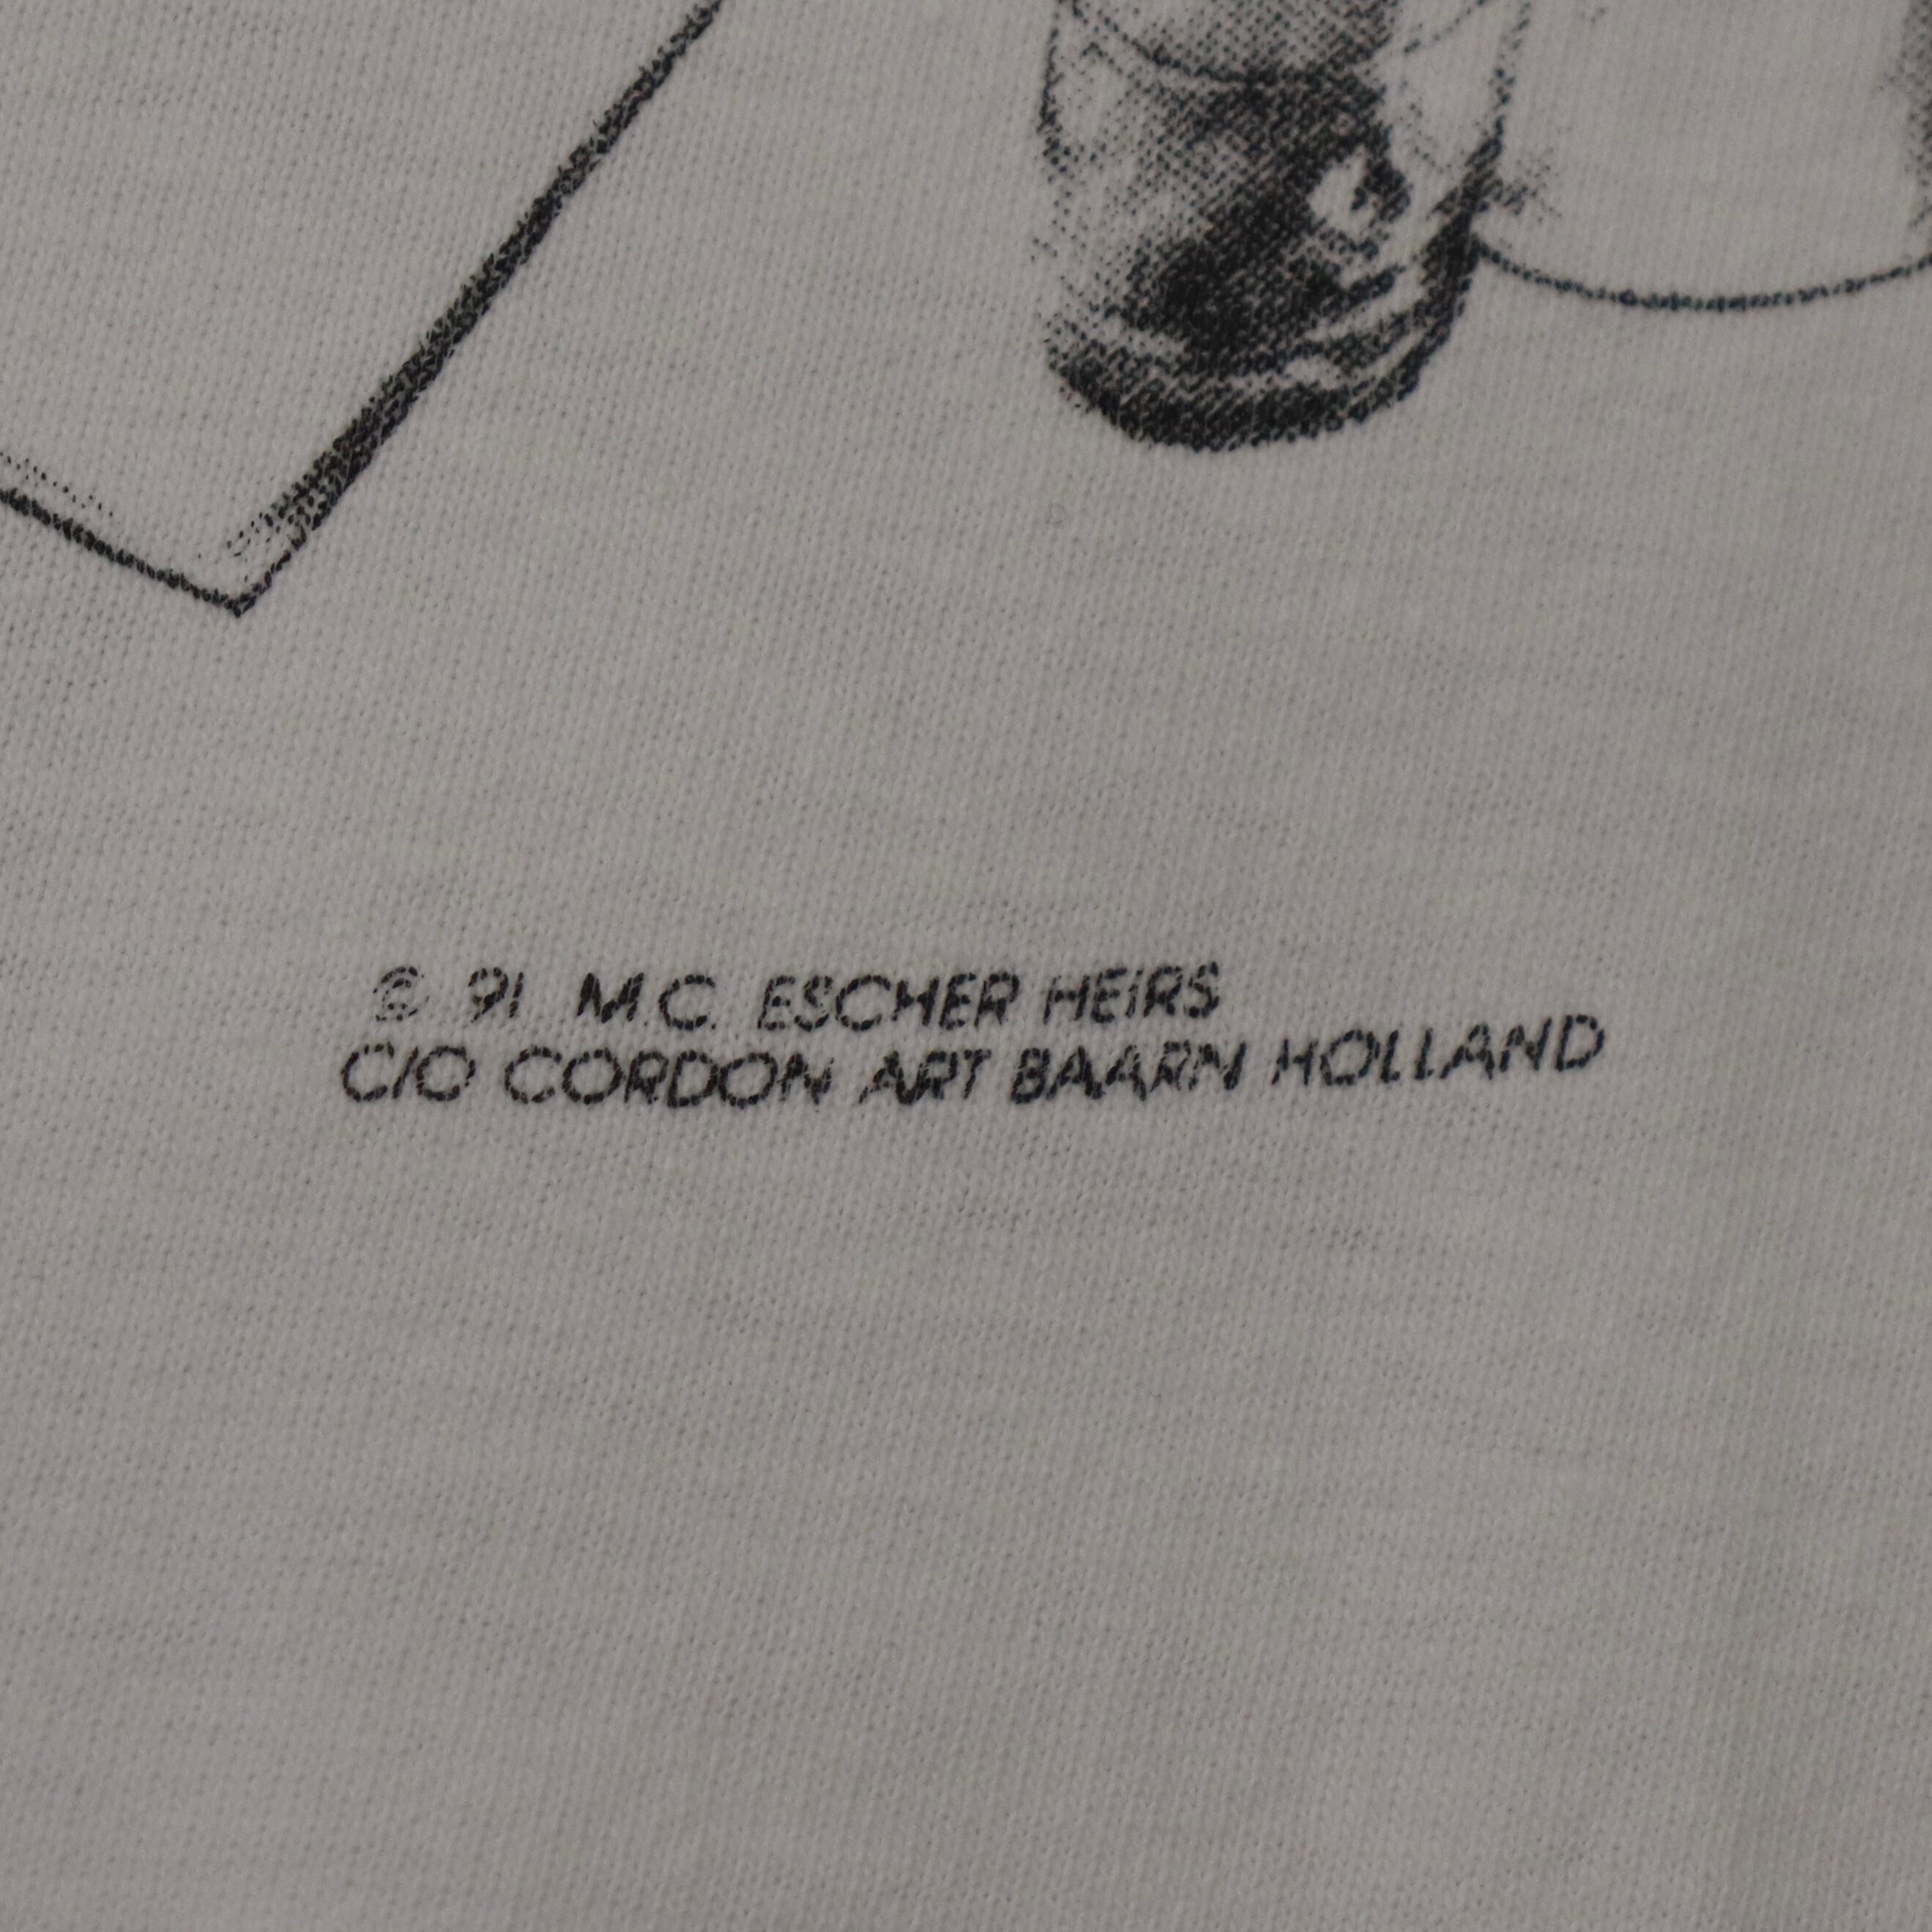 © 91 M.C. ESCHER HEIRS
C/O CORDON ART BAARN HOLLAND